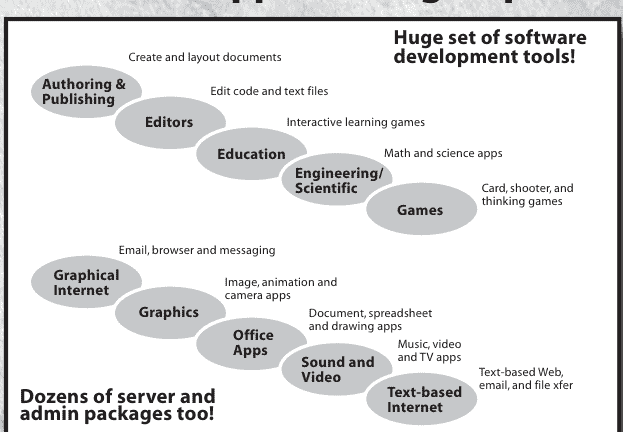 Huge set of software
development tools!
Create and layout documents
Authoring &
Publishing
Edit code and text files
Editors
Interactive learning games
Education
Math and science apps
Engineering/
Scientific
Card, shooter, and
thinking games
Games
Email, browser and messaging
Graphical
Internet
Image, animation and
camera apps
Graphics
Document, spreadsheet
and drawing apps
Office
Apps
Music, video
and TV apps
Sound and
Video
Text-based Web,
email, and file xfer
Text-based
Internet
Dozens of server and
admin packages too!